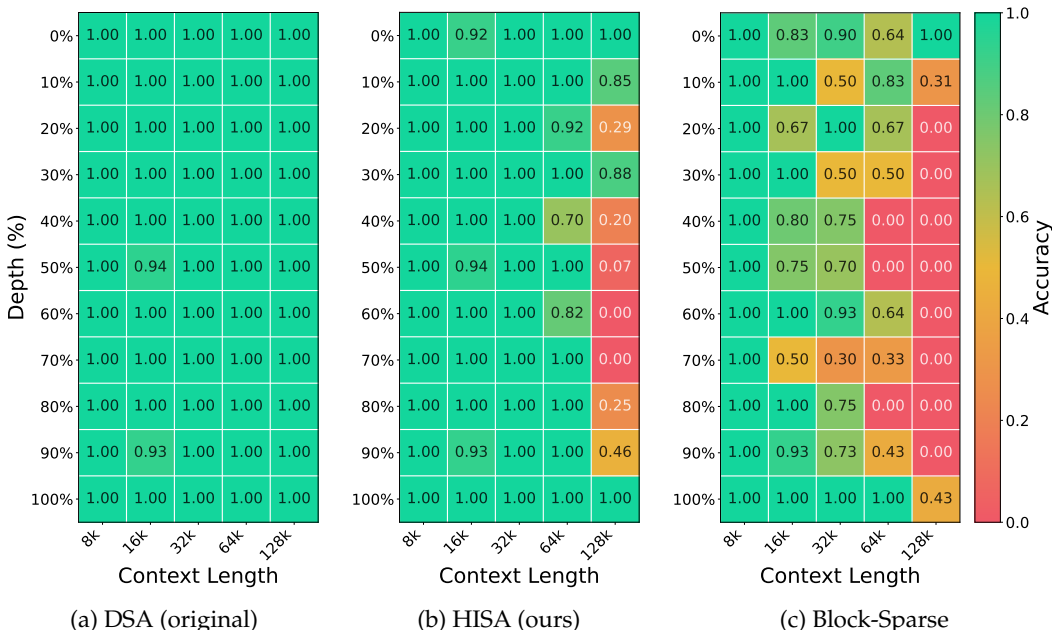 0% 1.00 1.00 1.00 1.00 1.00
10% 1.00 1.00 1.00 1.00 1.00
20% 1.00 1.00 1.00 1.00 1.00
30% 1.00 1.00 1.00 1.00 1.00
40% 1.00 1.00 1.00 1.00 1.00
50% 1.00 0.94 1.00 1.00 1.00
60% 1.00 1.00 1.00 1.00 1.00
70% 1.00 1.00 1.00 1.00 1.00
80% 1.00 1.00 1.00 1.00 1.00
90% 1.00 0.93 1.00 1.00 1.00
100% 1.00 1.00 1.00 1.00 1.00
Depth (%)
8k 16k 32k 64k 128k
Context Length
(a) DSA (original)
0% 1.00 0.92 1.00 1.00 1.00
10% 1.00 1.00 1.00 1.00 0.85
20% 1.00 1.00 1.00 0.92 0.29
30% 1.00 1.00 1.00 1.00 0.88
40% 1.00 1.00 1.00 0.70 0.20
50% 1.00 0.94 1.00 1.00 0.07
60% 1.00 1.00 1.00 0.82 0.00
70% 1.00 1.00 1.00 1.00 0.00
80% 1.00 1.00 1.00 1.00 0.25
90% 1.00 0.93 1.00 1.00 0.46
100% 1.00 1.00 1.00 1.00 1.00
8k 16k 32k 64k 128k
Context Length
(b) HISA (ours)
0% 1.00 0.83 0.90 0.64 1.00
10% 1.00 1.00 0.50 0.83 0.31
20% 1.00 0.67 1.00 0.67 0.00
30% 1.00 1.00 0.50 0.50 0.00
40% 1.00 0.80 0.75 0.00 0.00
50% 1.00 0.75 0.70 0.00 0.00
60% 1.00 1.00 0.93 0.64 0.00
70% 1.00 0.50 0.30 0.33 0.00
80% 1.00 1.00 0.75 0.00 0.00
90% 1.00 0.93 0.73 0.43 0.00
100% 1.00 1.00 1.00 1.00 0.43
8k 16k 32k 64k 128k
Context Length
(c) Block-Sparse
1.0
0.8
0.6
0.4
0.2
0.0
Accuracy